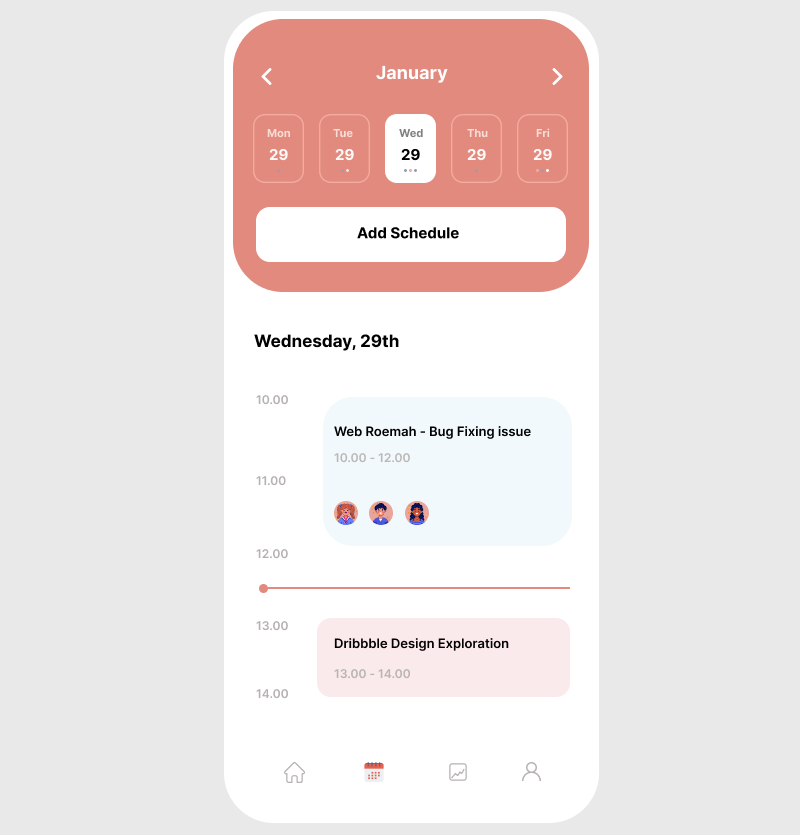 January
Mon Tue Wed Thu Fri
29 29 29 29 29
Add Schedule
Wednesday, 29th
10.00
Web Roemah - Bug Fixing issue
10.00 - 12.00
11.00
12.00
13.00
Dribbble Design Exploration
13.00 - 14.00
14.00